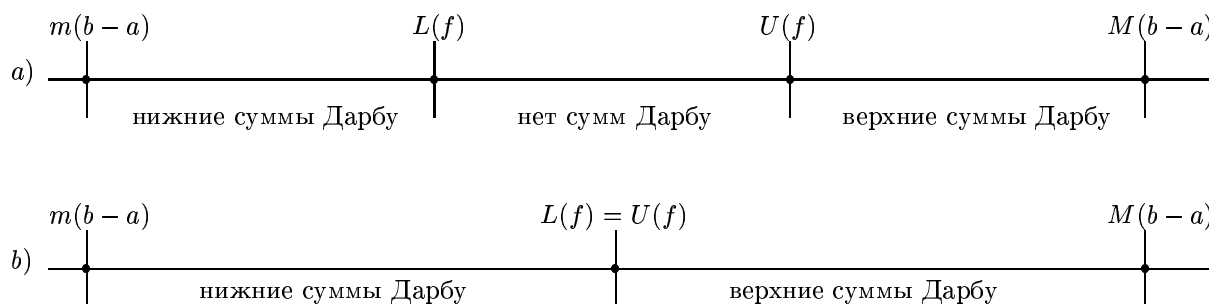 m(b − a) L(f) U(f) M(b − a)
a)
нижние суммы Дарбу нет сумм Дарбу верхние суммы Дарбу
m(b − a) L(f) = U(f) M(b − a)
b)
нижние суммы Дарбу верхние суммы Дарбу